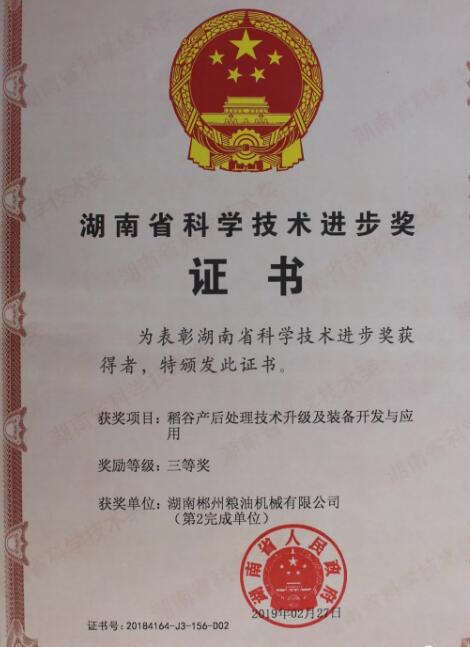 湖南省科学技术进步奖
证书
为表彰湖南省科学技术进步奖获
得者，特颁发此证书。
获奖项目：稻谷产后处理技术升级及装备开发与应
用
奖励等级：三等奖
获奖单位：湖南郴州粮油机械有限公司
（第2完成单位）
湖南省人民政府
2019年02月27日
证书号：20184164-J3-156-D02